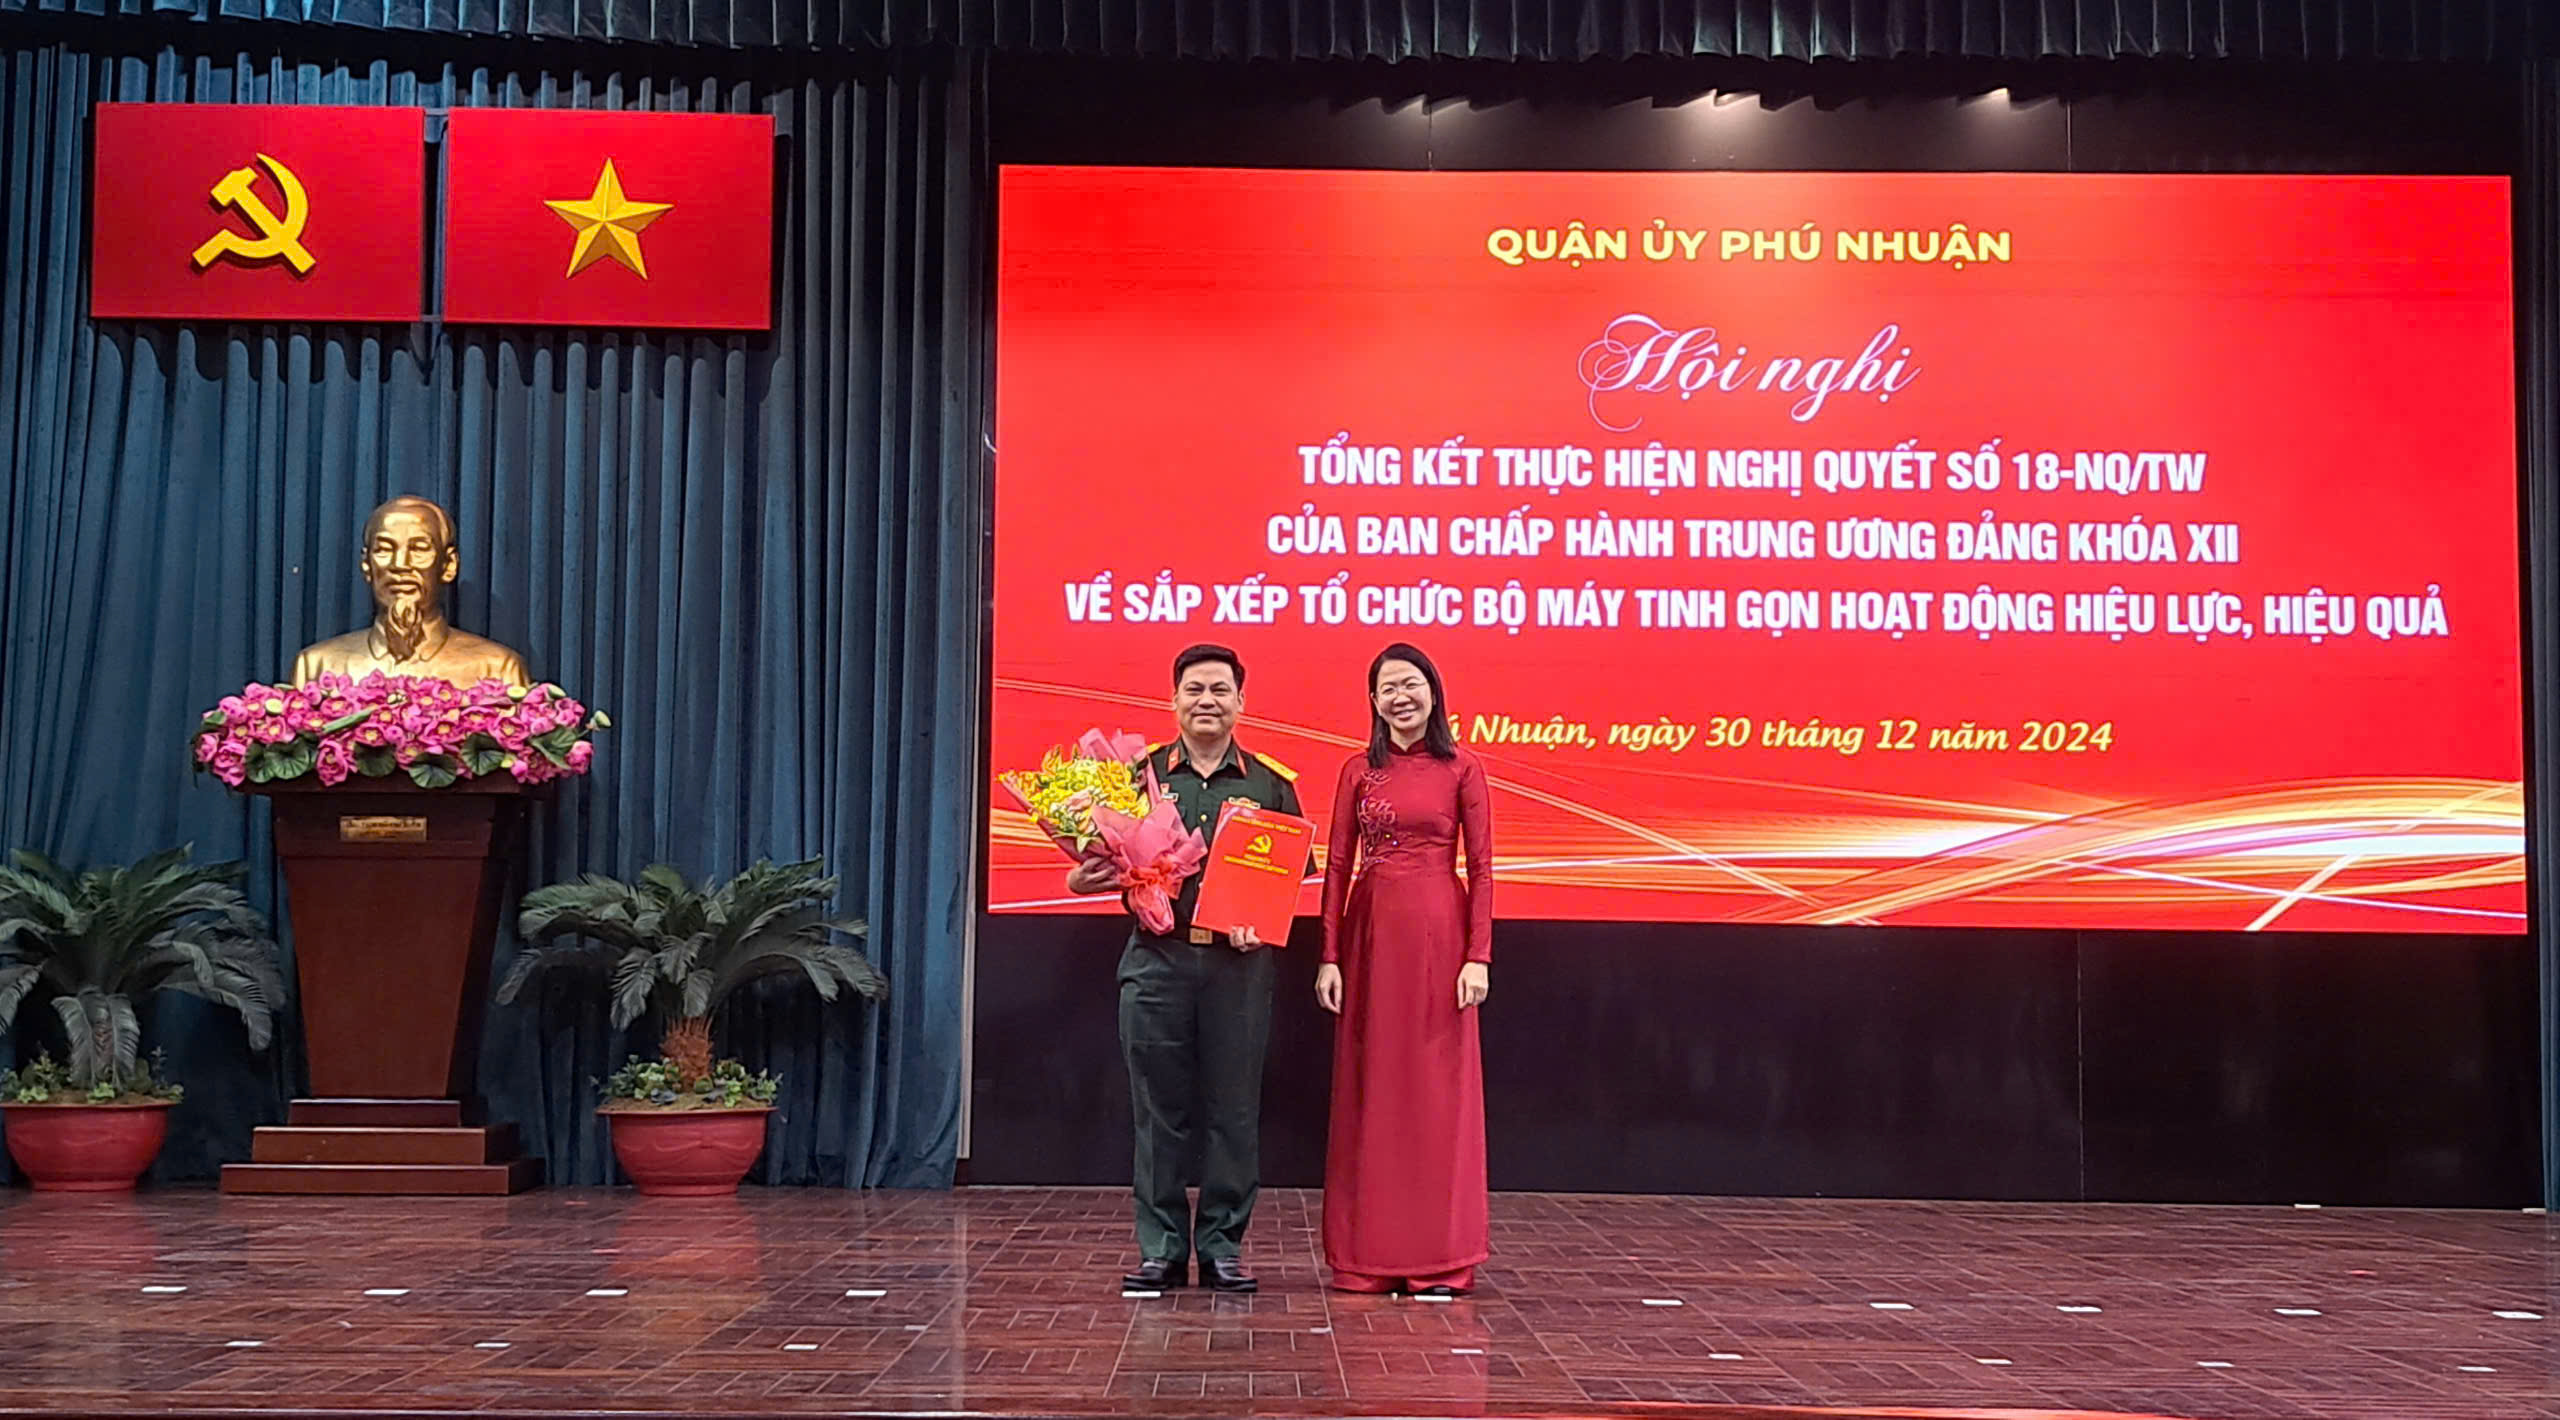 QUẬN ỦY PHÚ NHUẬN
Hội nghị
TỔNG KẾT THỰC HIỆN NGHỊ QUYẾT SỐ 18-NQ/TW
CỦA BAN CHẤP HÀNH TRUNG ƯƠNG ĐẢNG KHÓA XII
VỀ SẮP XẾP TỔ CHỨC BỘ MÁY TINH GỌN HOẠT ĐỘNG HIỆU LỰC, HIỆU QUẢ
Nhuận, ngày 30 tháng 12 năm 2024